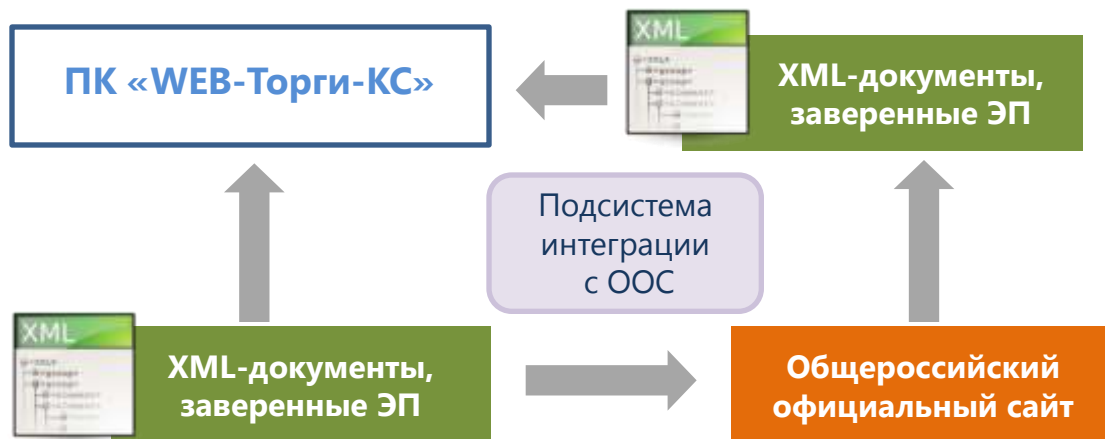 XML
ПК «WEB-Торги-КС»
XML-документы,
заверенные ЭП
Подсистема
интеграции
с ООС
XML
XML-документы,
заверенные ЭП
Общероссийский
официальный сайт